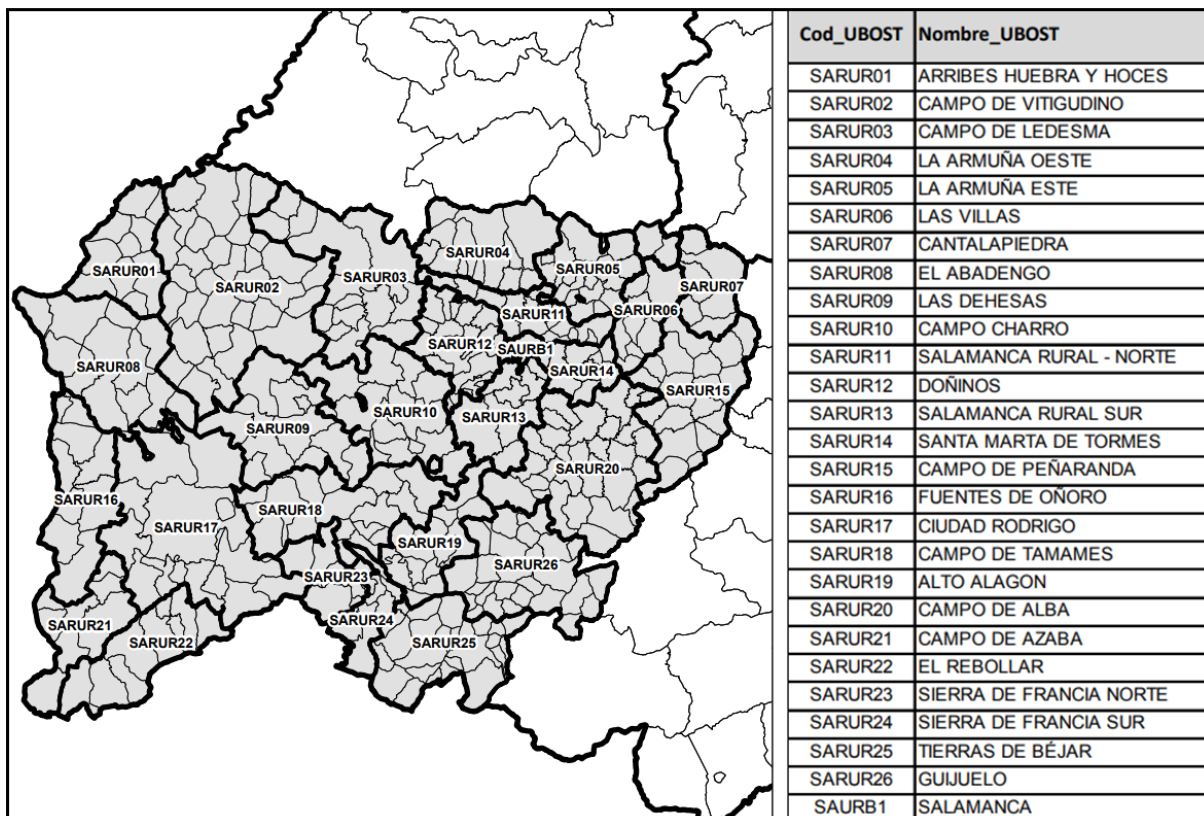 SARUR01
SARUR02
SARUR03
SARUR04
SARUR05
SARUR06
SARUR07
SARUR08
SARUR09
SARUR10
SARUR11
SARUR12
SAURB1
SARUR13
SARUR14
SARUR15
SARUR16
SARUR17
SARUR18
SARUR19
SARUR20
SARUR21
SARUR22
SARUR23
SARUR24
SARUR25
SARUR26
Cod_UBOST Nombre_UBOST
SARUR01 ARRIBES HUEBRA Y HOCES
SARUR02 CAMPO DE VITIGUDINO
SARUR03 CAMPO DE LEDESMA
SARUR04 LA ARMUÑA OESTE
SARUR05 LA ARMUÑA ESTE
SARUR06 LAS VILLAS
SARUR07 CANTALAPIEDRA
SARUR08 EL ABADENGO
SARUR09 LAS DEHESAS
SARUR10 CAMPO CHARRO
SARUR11 SALAMANCA RURAL - NORTE
SARUR12 DOÑINOS
SARUR13 SALAMANCA RURAL SUR
SARUR14 SANTA MARTA DE TORMES
SARUR15 CAMPO DE PEÑARANDA
SARUR16 FUENTES DE OÑORO
SARUR17 CIUDAD RODRIGO
SARUR18 CAMPO DE TAMAMES
SARUR19 ALTO ALAGON
SARUR20 CAMPO DE ALBA
SARUR21 CAMPO DE AZABA
SARUR22 EL REBOLLAR
SARUR23 SIERRA DE FRANCIA NORTE
SARUR24 SIERRA DE FRANCIA SUR
SARUR25 TIERRAS DE BÉJAR
SARUR26 GUIJUELO
SAURB1 SALAMANCA